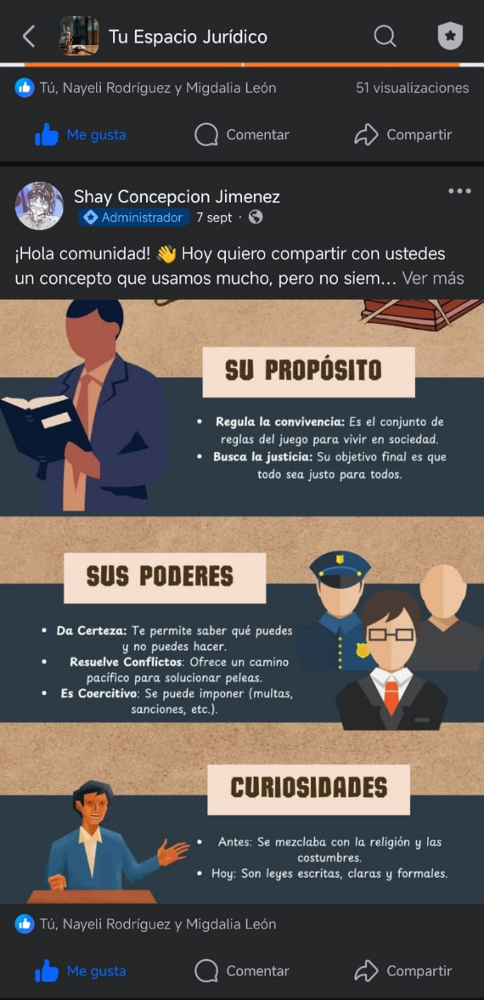 Tu Espacio Jurídico
Tú, Nayeli Rodríguez y Migdalia León
51 visualizaciones
Me gusta
Comentar
Compartir
Shay Concepcion Jimenez
Administrador 7 sept ·
¡Hola comunidad! 👋 Hoy quiero compartir con ustedes
un concepto que usamos mucho, pero no siem... Ver más
SU PROPÓSITO
• Regula la convivencia: Es el conjunto de
reglas del juego para vivir en sociedad.
• Busca la justicia: Su objetivo final es que
todo sea justo para todos.
SUS PODERES
• Da Certeza: Te permite saber qué puedes
y no puedes hacer.
• Resuelve Conflictos: Ofrece un camino
pacífico para solucionar peleas.
• Es Coercitivo: Se puede imponer (multas,
sanciones, etc.).
CURIOSIDADES
• Antes: Se mezclaba con la religión y las
costumbres.
• Hoy: Son leyes escritas, claras y formales.
Tú, Nayeli Rodríguez y Migdalia León
Me gusta
Comentar
Compartir